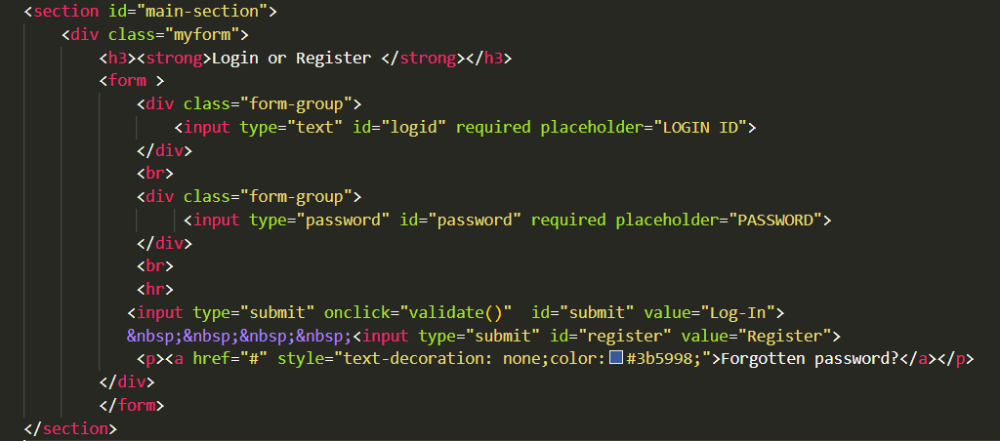 <section id="main-section">
<div class="myform">
<h3><strong>Login or Register </strong></h3>
<form >
<div class="form-group">
<input type="text" id="logid" required placeholder="LOGIN ID">
</div>
<br>
<div class="form-group">
<input type="password" id="password" required placeholder="PASSWORD">
</div>
<br>
<hr>
<input type="submit" onclick="validate()"  id="submit" value="Log-In">
&nbsp;&nbsp;&nbsp;&nbsp;<input type="submit" id="register" value="Register">
<p><a href="#" style="text-decoration: none;color:#3b5998;">Forgotten password?</a></p>
</div>
</form>
</section>